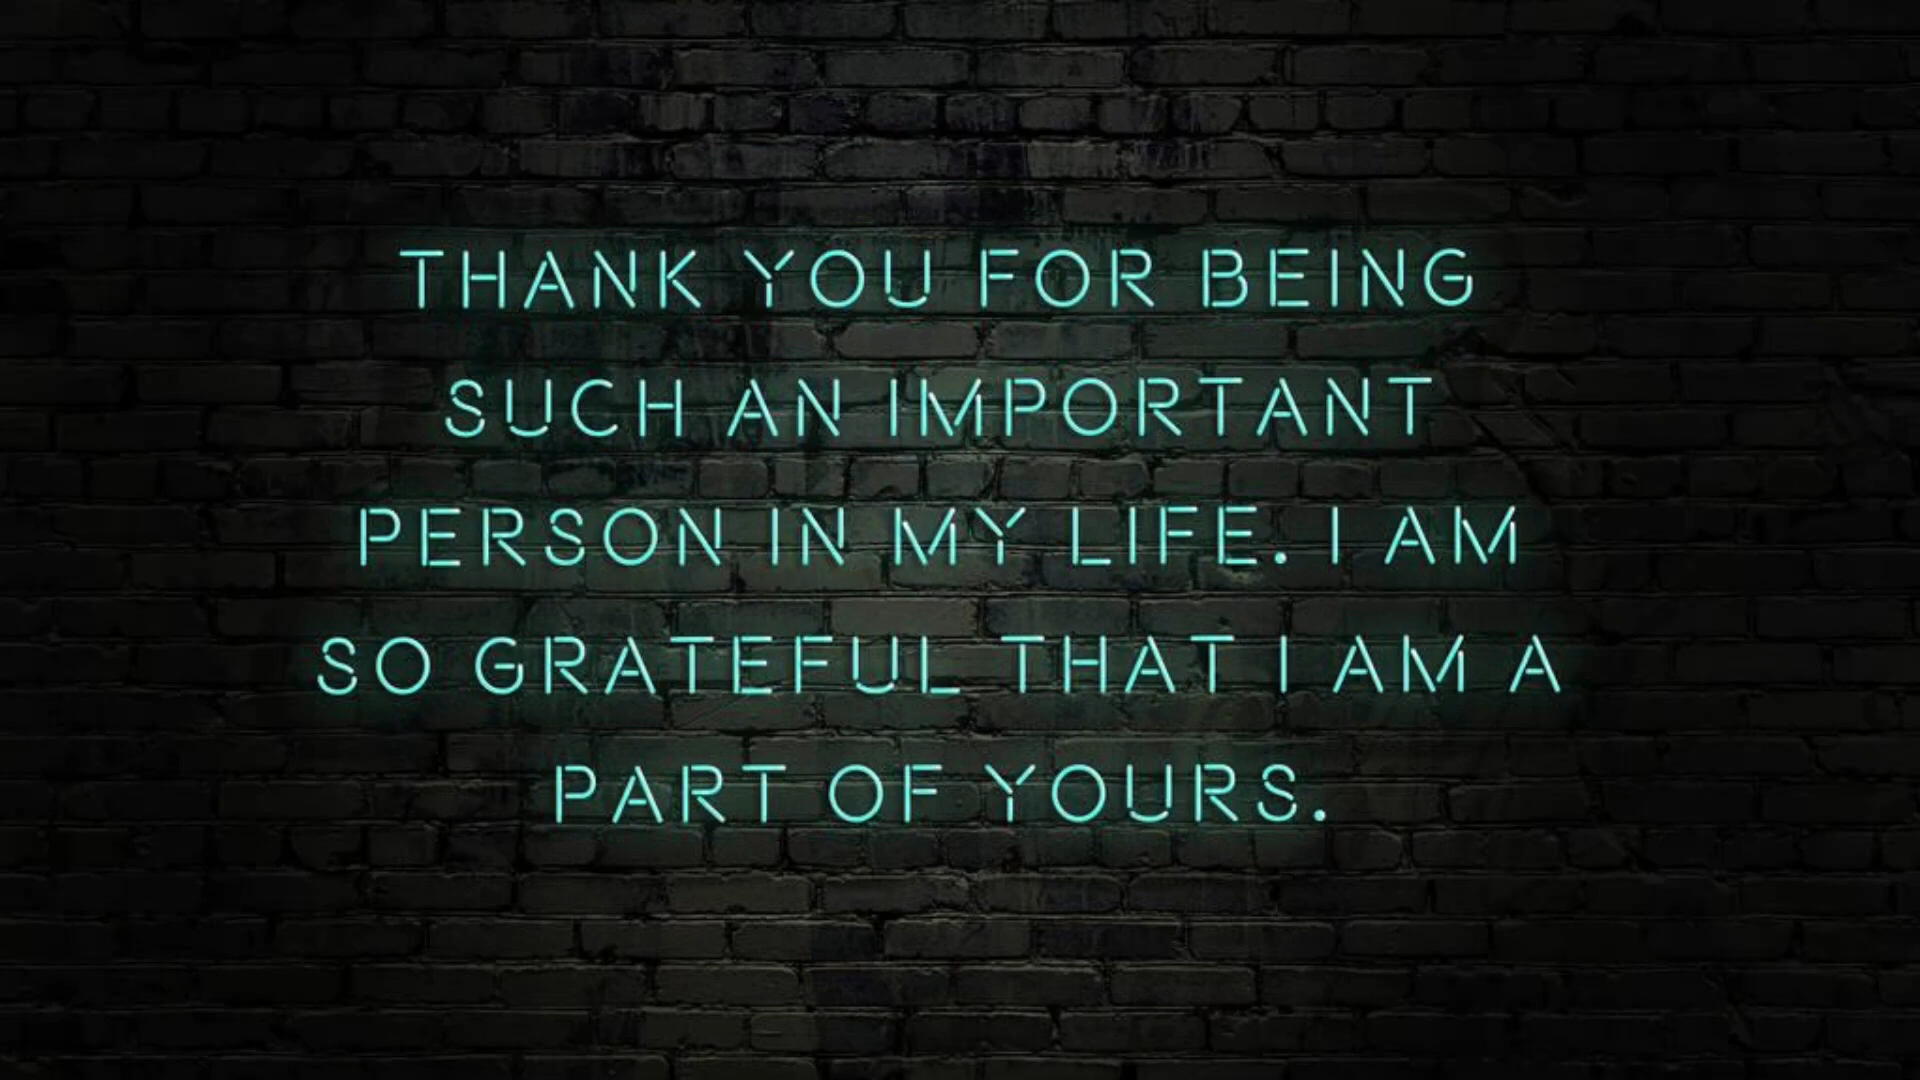 THANK YOU FOR BEING
SUCH AN IMPORTANT
PERSON IN MY LIFE. I AM
SO GRATEFUL THAT I AM A
PART OF YOURS.